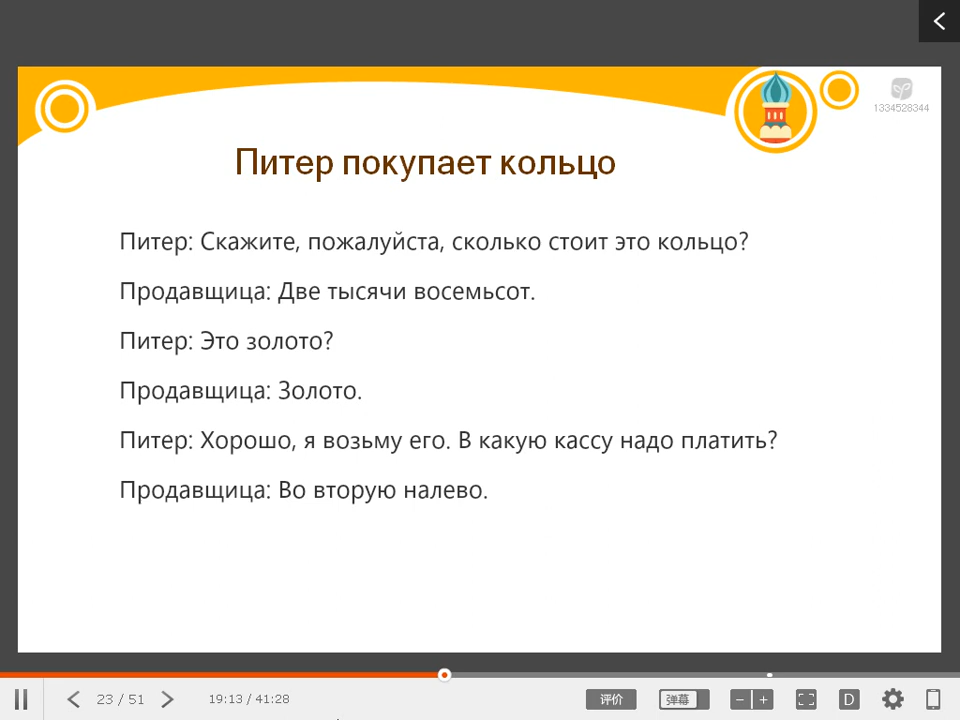 1334528344
Питер покупает кольцо
Питер: Скажите, пожалуйста, сколько стоит это кольцо?
Продавщица: Две тысячи восемьсот.
Питер: Это золото?
Продавщица: Золото.
Питер: Хорошо, я возьму его. В какую кассу надо платить?
Продавщица: Во вторую налево.
23 / 51 19:13 / 41:28 评价 弹幕 D